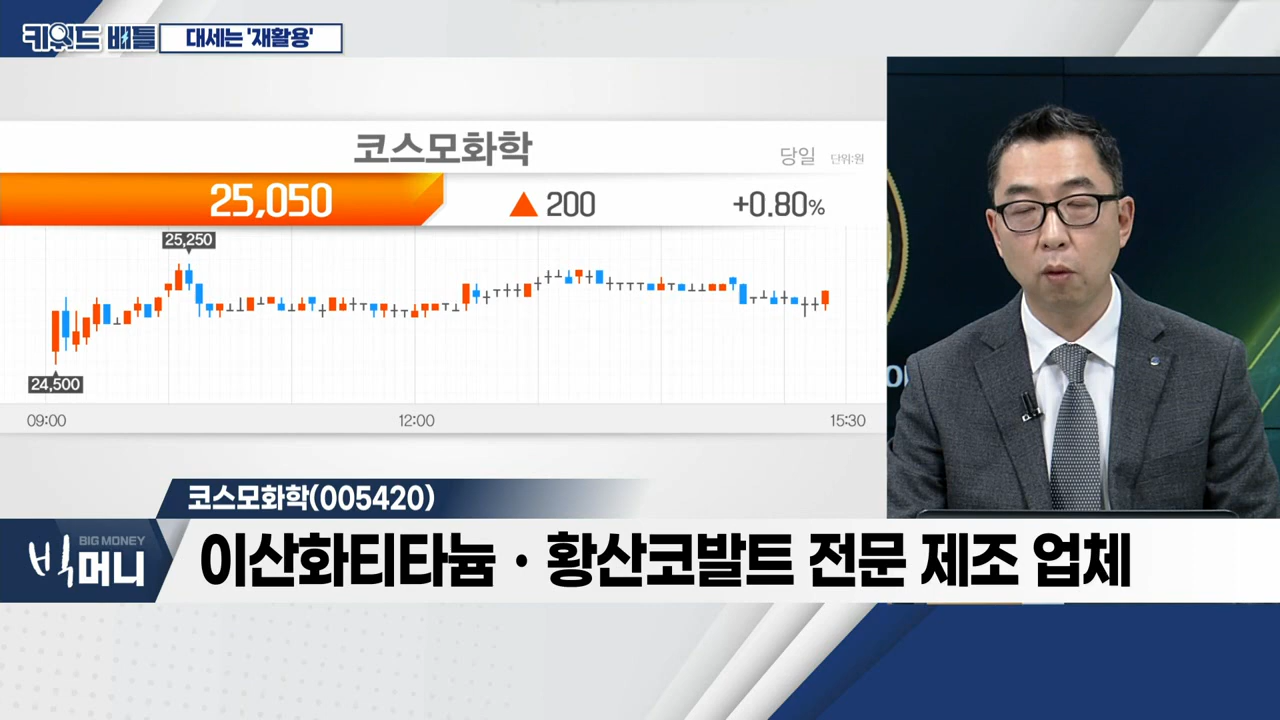 키워드 배틀
대세는 '재활용'
코스모화학
당일 단위:원
25,050 ▲ 200 +0.80%
25,250
24,500
09:00 12:00 15:30
코스모화학(005420)
BIG MONEY
빅머니
이산화티타늄·황산코발트 전문 제조 업체